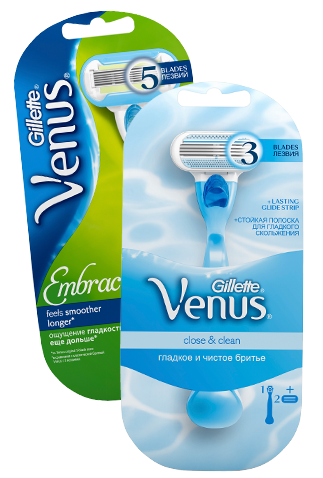 Gillette®
Venus®
5
BLADES
ЛЕЗВИЙ
Embrac
feels smoother
longer*
ощущение гладкост
еще дольше*
3
BLADES
ЛЕЗВИЯ
LASTING
GLIDE STRIP
СТОЙКАЯ ПОЛОСКА
ДЛЯ ГЛАДКОГО
СКОЛЬЖЕНИЯ
Gillette®
Venus®
close & clean
гладкое и чистое бритье
1
+
2